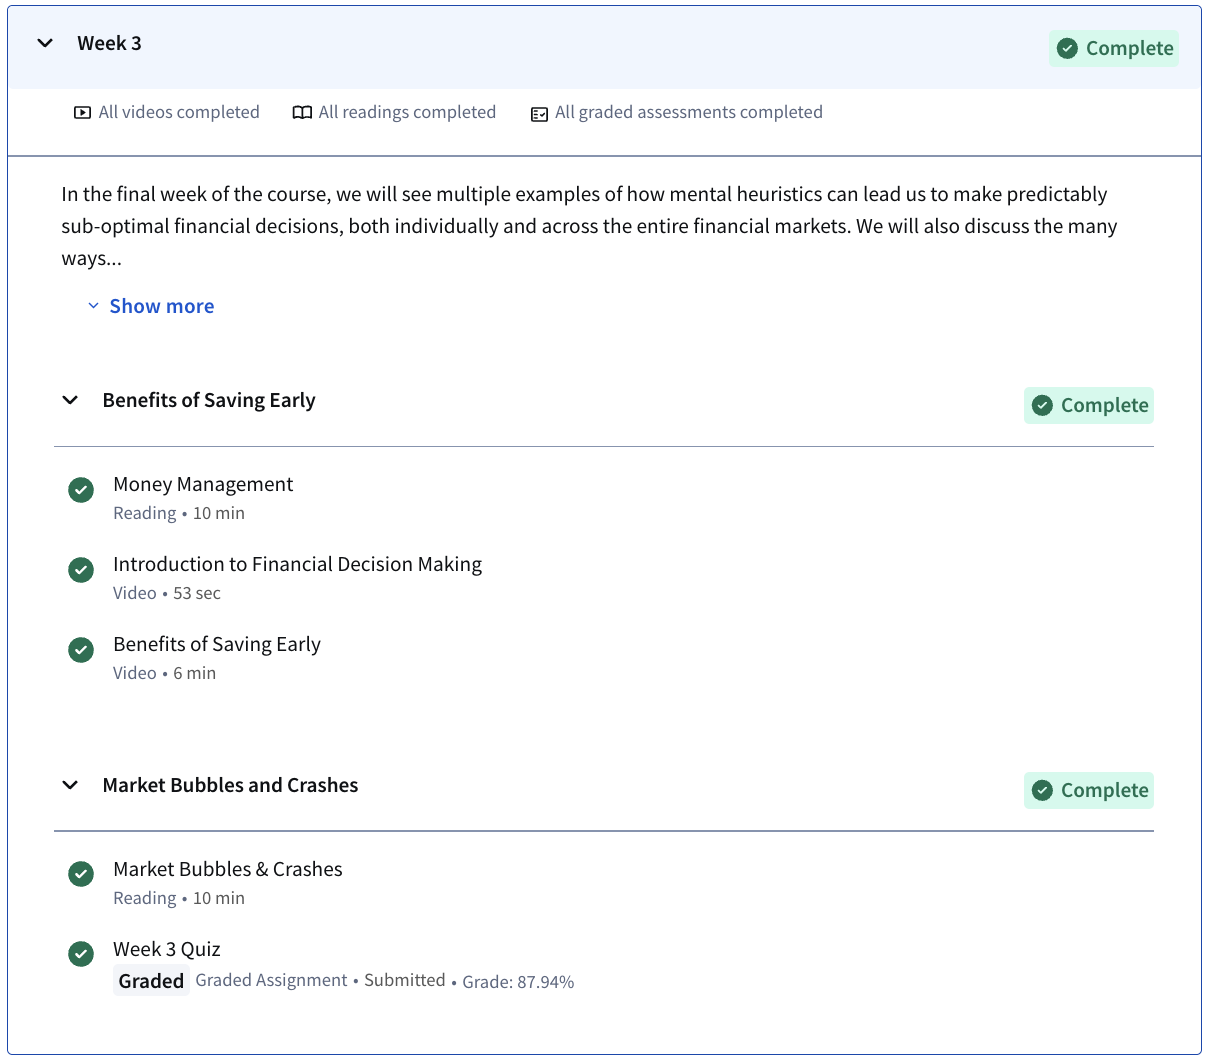 Week 3
Complete
All videos completed
All readings completed
All graded assessments completed
In the final week of the course, we will see multiple examples of how mental heuristics can lead us to make predictably
sub-optimal financial decisions, both individually and across the entire financial markets. We will also discuss the many
ways...
Show more
Benefits of Saving Early
Complete
Money Management
Reading • 10 min
Introduction to Financial Decision Making
Video • 53 sec
Benefits of Saving Early
Video • 6 min
Market Bubbles and Crashes
Complete
Market Bubbles & Crashes
Reading • 10 min
Week 3 Quiz
Graded Graded Assignment • Submitted • Grade: 87.94%